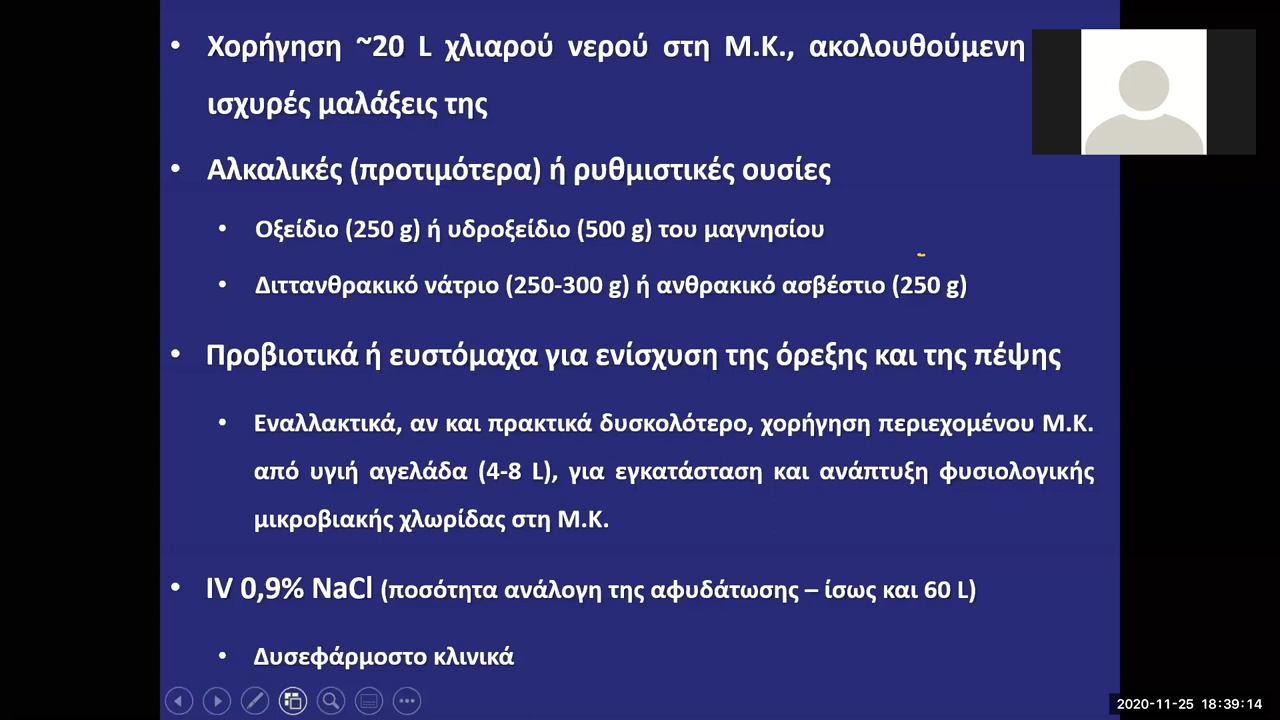 • Χορήγηση ~20 L χλιαρού νερού στη Μ.Κ., ακολουθούμενη
ισχυρές μαλάξεις της
• Αλκαλικές (προτιμότερα) ή ρυθμιστικές ουσίες
• Οξείδιο (250 g) ή υδροξείδιο (500 g) του μαγνησίου
• Διττανθρακικό νάτριο (250-300 g) ή ανθρακικό ασβέστιο (250 g)
• Προβιοτικά ή ευστόμαχα για ενίσχυση της όρεξης και της πέψης
• Εναλλακτικά, αν και πρακτικά δυσκολότερο, χορήγηση περιεχομένου Μ.Κ.
από υγιή αγελάδα (4-8 L), για εγκατάσταση και ανάπτυξη φυσιολογικής
μικροβιακής χλωρίδας στη Μ.Κ.
• IV 0,9% NaCl (ποσότητα ανάλογη της αφυδάτωσης – ίσως και 60 L)
• Δυσεφάρμοστο κλινικά
2020-11-25 18:39:14